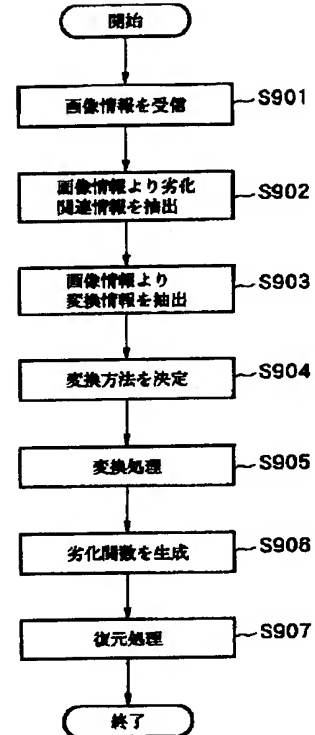 開始
画像情報を受信
S901
画像情報より劣化
関連情報を抽出
S902
画像情報より
変換情報を抽出
S903
変換方法を決定
S904
変換処理
S905
劣化関数を生成
S906
復元処理
S907
終了